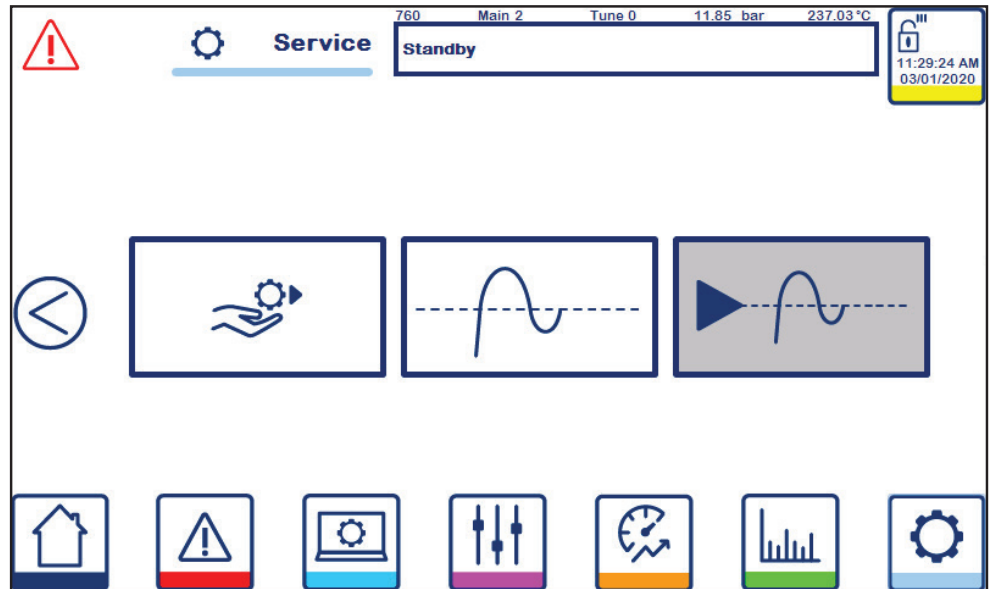 760 Main 2 Tune 0 11.85 bar 237.03 °C
Service
Standby
11:29:24 AM
03/01/2020